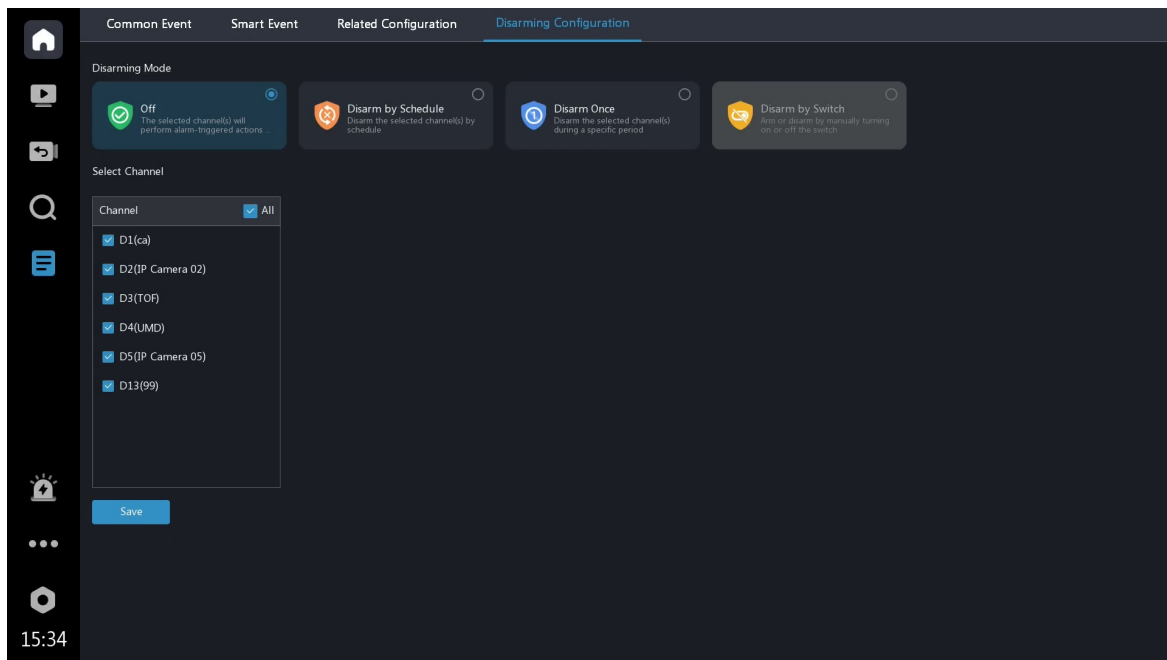 Common Event Smart Event Related Configuration Disarming Configuration
Disarming Mode
Off
The selected channel(s) will
perform alarm-triggered actions ..
Disarm by Schedule
Disarm the selected channel(s) by
schedule
Disarm Once
Disarm the selected channel(s)
during a specific period
Disarm by Switch
Arm or disarm by manually turning
on or off the switch
Select Channel
Channel All
D1(ca)
D2(IP Camera 02)
D3(TOF)
D4(UMD)
D5(IP Camera 05)
D13(99)
Save
15:34